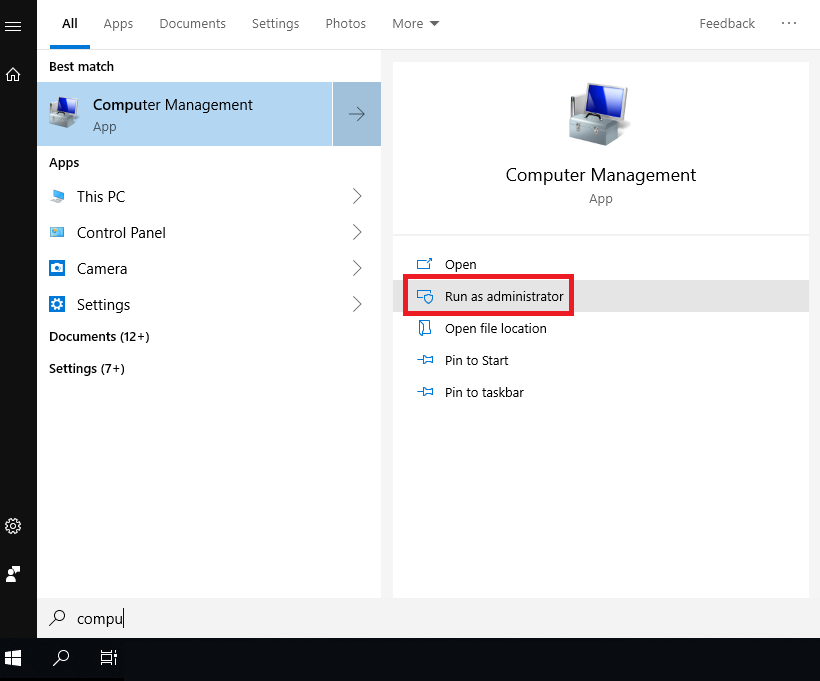 All Apps Documents Settings Photos More Feedback ...
Best match
Computer Management
App
Apps
This PC
Control Panel
Camera
Settings
Documents (12+)
Settings (7+)
Computer Management
App
Open
Run as administrator
Open file location
Pin to Start
Pin to taskbar
compu